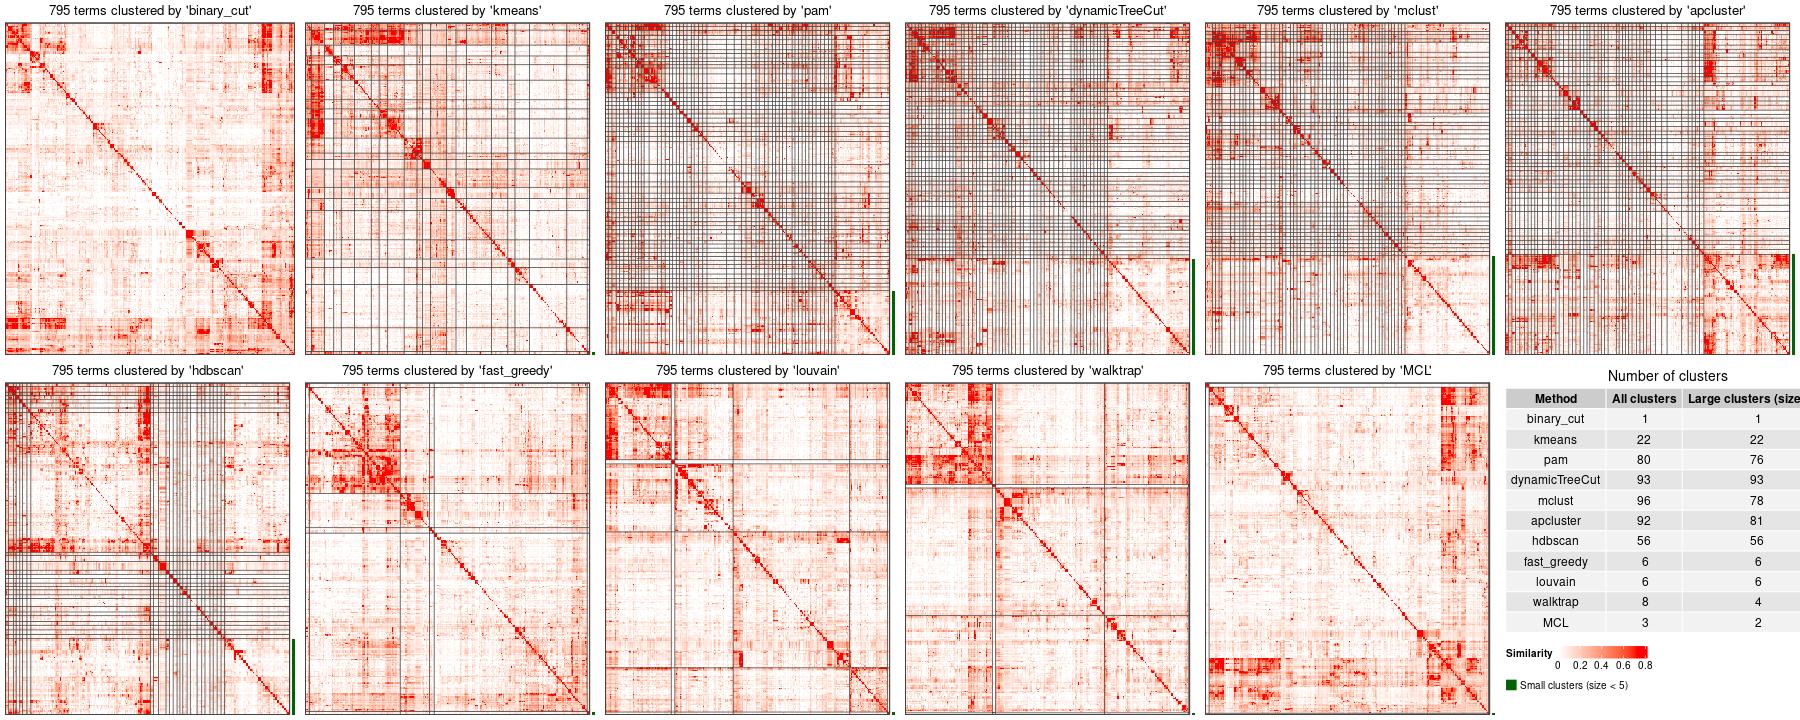 795 terms clustered by 'binary_cut'
795 terms clustered by 'kmeans'
795 terms clustered by 'pam'
795 terms clustered by 'dynamicTreeCut'
795 terms clustered by 'mclust'
795 terms clustered by 'apcluster'
795 terms clustered by 'hdbscan'
795 terms clustered by 'fast_greedy'
795 terms clustered by 'louvain'
795 terms clustered by 'walktrap'
795 terms clustered by 'MCL'
Number of clusters
Method All clusters Large clusters (size
binary_cut 1 1
kmeans 22 22
pam 80 76
dynamicTreeCut 93 93
mclust 96 78
apcluster 92 81
hdbscan 56 56
fast_greedy 6 6
louvain 6 6
walktrap 8 4
MCL 3 2
Similarity
0 0.2 0.4 0.6 0.8
Small clusters (size < 5)